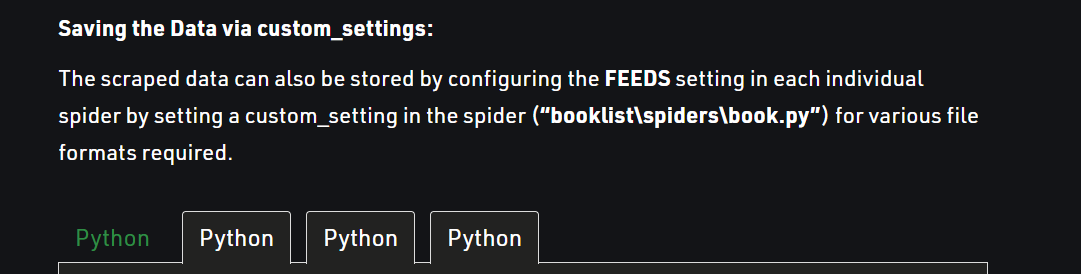 Saving the Data via custom_settings:
The scraped data can also be stored by configuring the FEEDS setting in each individual
spider by setting a custom_setting in the spider (“booklist\spiders\book.py”) for various file
formats required.
Python Python Python Python